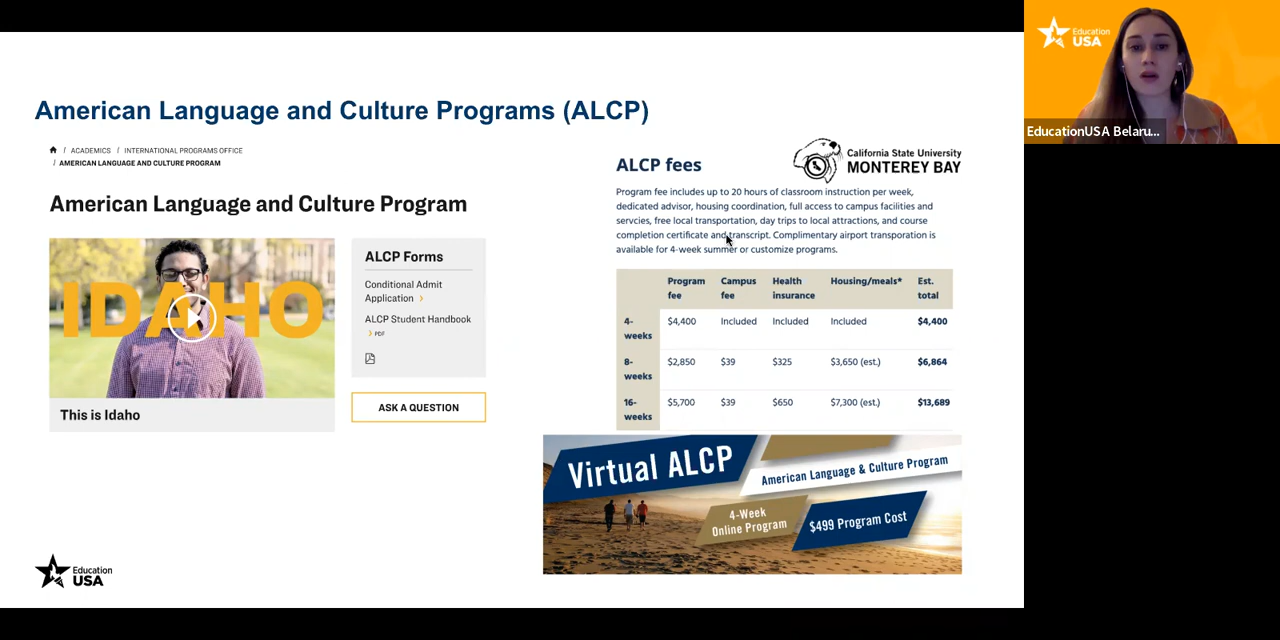 American Language and Culture Programs (ALCP)
/ ACADEMICS / INTERNATIONAL PROGRAMS OFFICE
/ AMERICAN LANGUAGE AND CULTURE PROGRAM
American Language and Culture Program
IDAHO
This is Idaho
ALCP Forms
Conditional Admit
Application >
ALCP Student Handbook
> PDF
ASK A QUESTION
ALCP fees
California State University
MONTEREY BAY
Program fee includes up to 20 hours of classroom instruction per week,
dedicated advisor, housing coordination, full access to campus facilities and
servcies, free local transportation, day trips to local attractions, and course
completion certificate and transcript. Complimentary airport transporation is
available for 4-week summer or customize programs.
Program fee Campus fee Health insurance Housing/meals* Est. total
4-weeks $4,400 Included Included Included $4,400
8-weeks $2,850 $39 $325 $3,650 (est.) $6,864
16-weeks $5,700 $39 $650 $7,300 (est.) $13,689
Virtual ALCP
American Language & Culture Program
4-Week
Online Program
$499 Program Cost
Education
USA
Education
USA
EducationUSA Belaru...